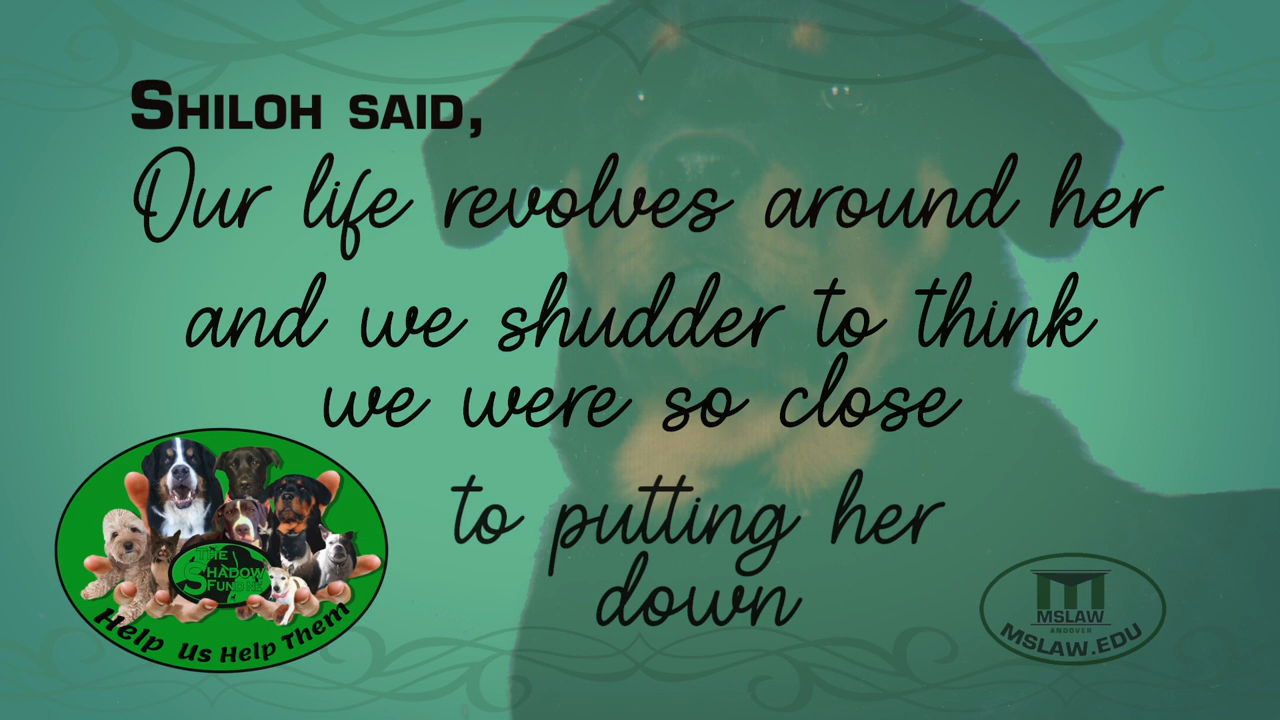 Shiloh said,
Our life revolves around her
and we shudder to think
we were so close
to putting her
down
The
Shadow
Fund
Help Us Help Them
MSLAW
ANDOVER
MSLAW.EDU